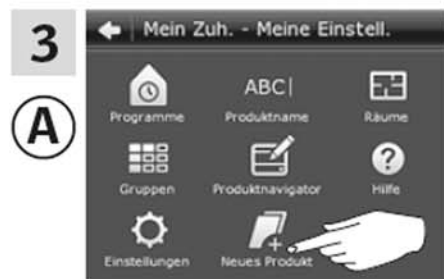 3
A
Mein Zuh. - Meine Einstell.
ABC|
Programme Produktname Räume
Gruppen Produktnavigator Hilfe
Einstellungen Neues Produkt